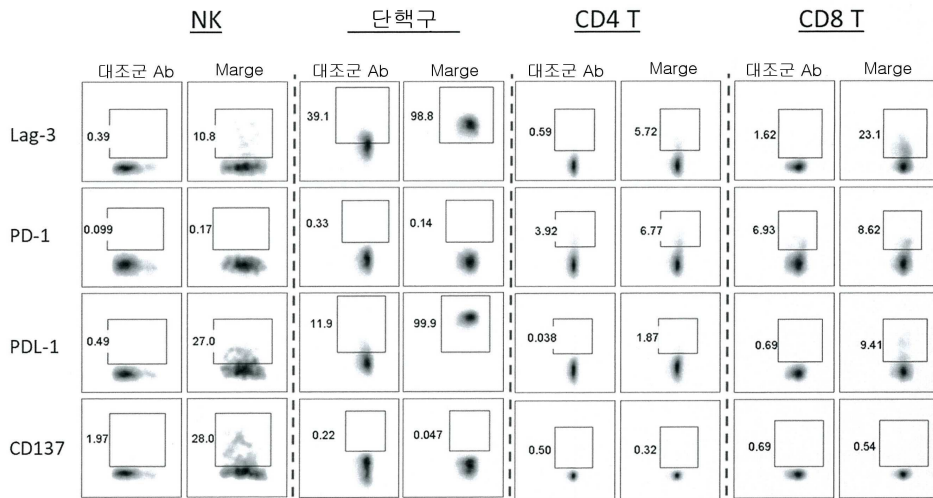 NK 단핵구 CD4 T CD8 T
대조군 Ab Marge 대조군 Ab Marge 대조군 Ab Marge 대조군 Ab Marge
Lag-3 0.39 10.8 39.1 98.8 0.59 5.72 1.62 23.1
PD-1 0.099 0.17 0.33 0.14 3.92 6.77 6.93 8.62
PDL-1 0.49 27.0 11.9 99.9 0.038 1.87 0.69 9.41
CD137 1.97 28.0 0.22 0.047 0.50 0.32 0.69 0.54